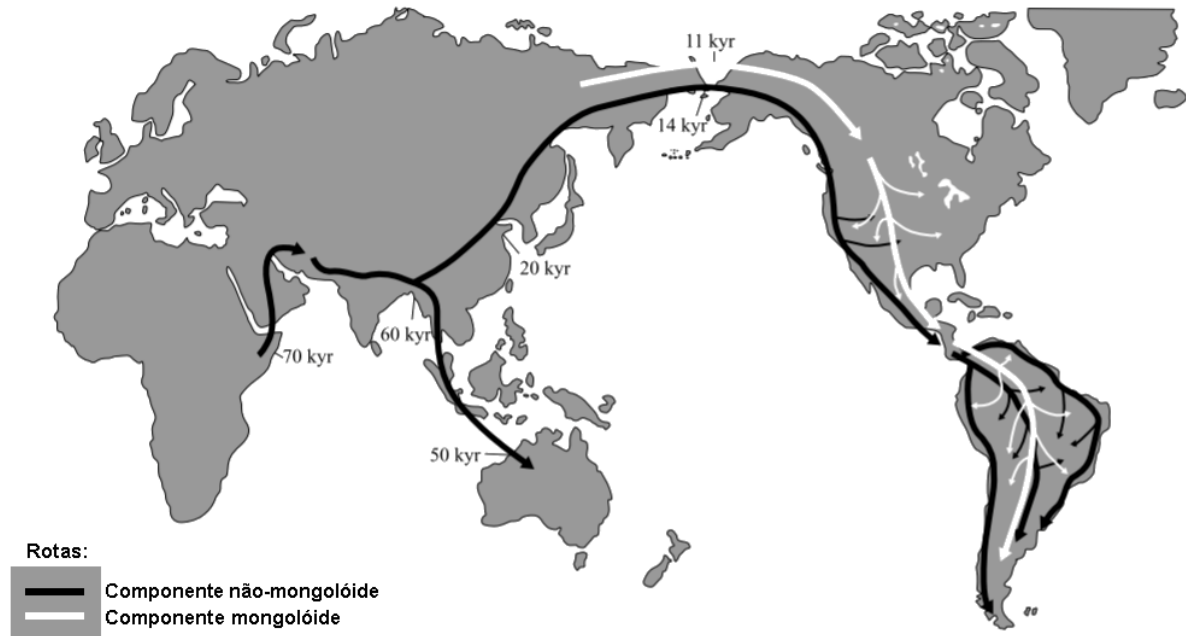 11 kyr
14 kyr
20 kyr
60 kyr
70 kyr
50 kyr
Rotas:
Componente não-mongolóide
Componente mongolóide